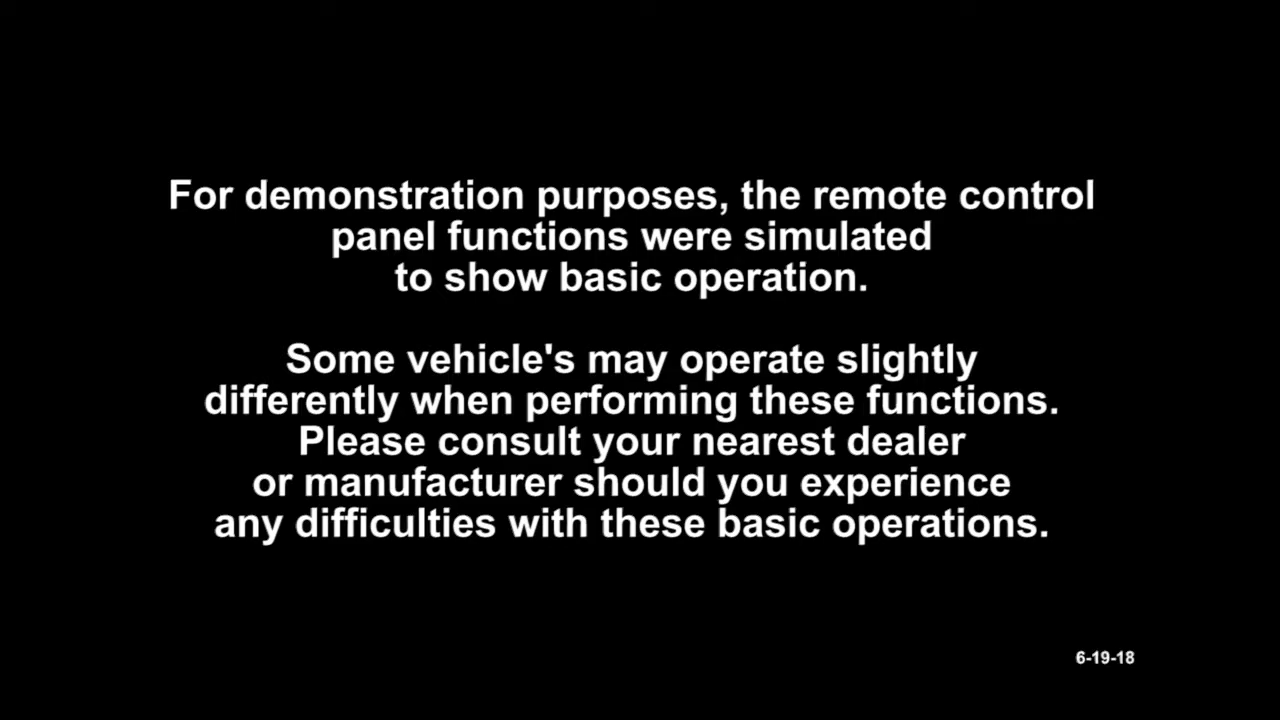 For demonstration purposes, the remote control
panel functions were simulated
to show basic operation.
Some vehicle's may operate slightly
differently when performing these functions.
Please consult your nearest dealer
or manufacturer should you experience
any difficulties with these basic operations.
6-19-18